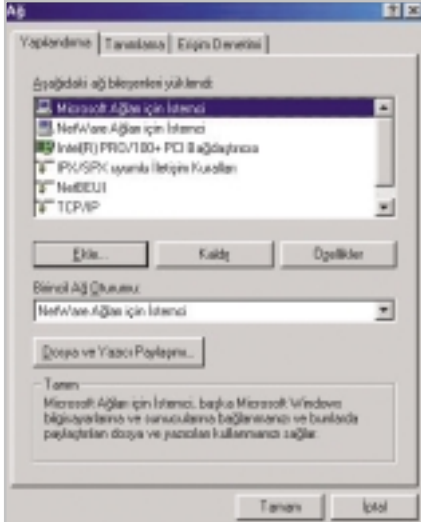 Ağ
Yapılandırma Tanımlama Erişim Denetimi
Aşağıdaki ağ bileşenleri yüklendi:
Microsoft Ağları için İstemci
NetWare Ağları için İstemci
Intel(R) PRO/100+ PCI Bağdaştırıcısı
IPX/SPX uyumlu İletişim Kuralları
NetBEUI
TCP/IP
Ekle... Kaldır Özellikler
Birincil Ağ Oturumu:
NetWare Ağları için İstemci
Dosya ve Yazıcı Paylaşımı...
Tanım
Microsoft Ağları için İstemci, başka Microsoft Windows
bilgisayarlarına ve sunucularına bağlanmanızı ve bunlarda
paylaştırılan dosya ve yazıcıları kullanmanızı sağlar.
Tamam İptal